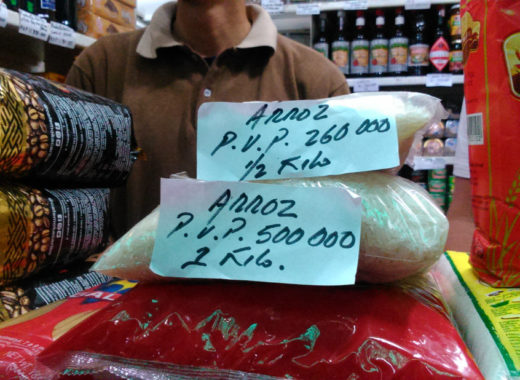 ARROZ
P.V.P. 260 000
1/2 KILO
ARROZ
P.V.P. 500 000
1 KILO.